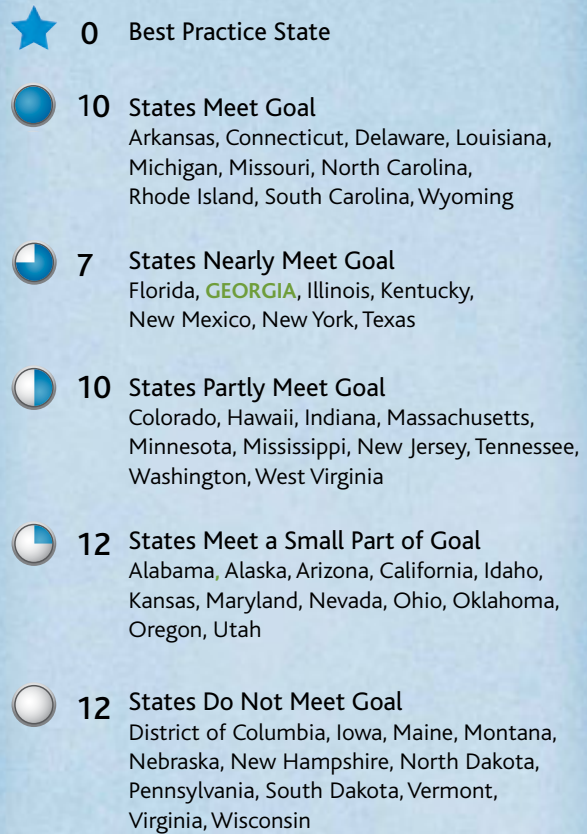 0 Best Practice State
10 States Meet Goal
Arkansas, Connecticut, Delaware, Louisiana,
Michigan, Missouri, North Carolina,
Rhode Island, South Carolina, Wyoming
7 States Nearly Meet Goal
Florida, GEORGIA, Illinois, Kentucky,
New Mexico, New York, Texas
10 States Partly Meet Goal
Colorado, Hawaii, Indiana, Massachusetts,
Minnesota, Mississippi, New Jersey, Tennessee,
Washington, West Virginia
12 States Meet a Small Part of Goal
Alabama, Alaska, Arizona, California, Idaho,
Kansas, Maryland, Nevada, Ohio, Oklahoma,
Oregon, Utah
12 States Do Not Meet Goal
District of Columbia, Iowa, Maine, Montana,
Nebraska, New Hampshire, North Dakota,
Pennsylvania, South Dakota, Vermont,
Virginia, Wisconsin